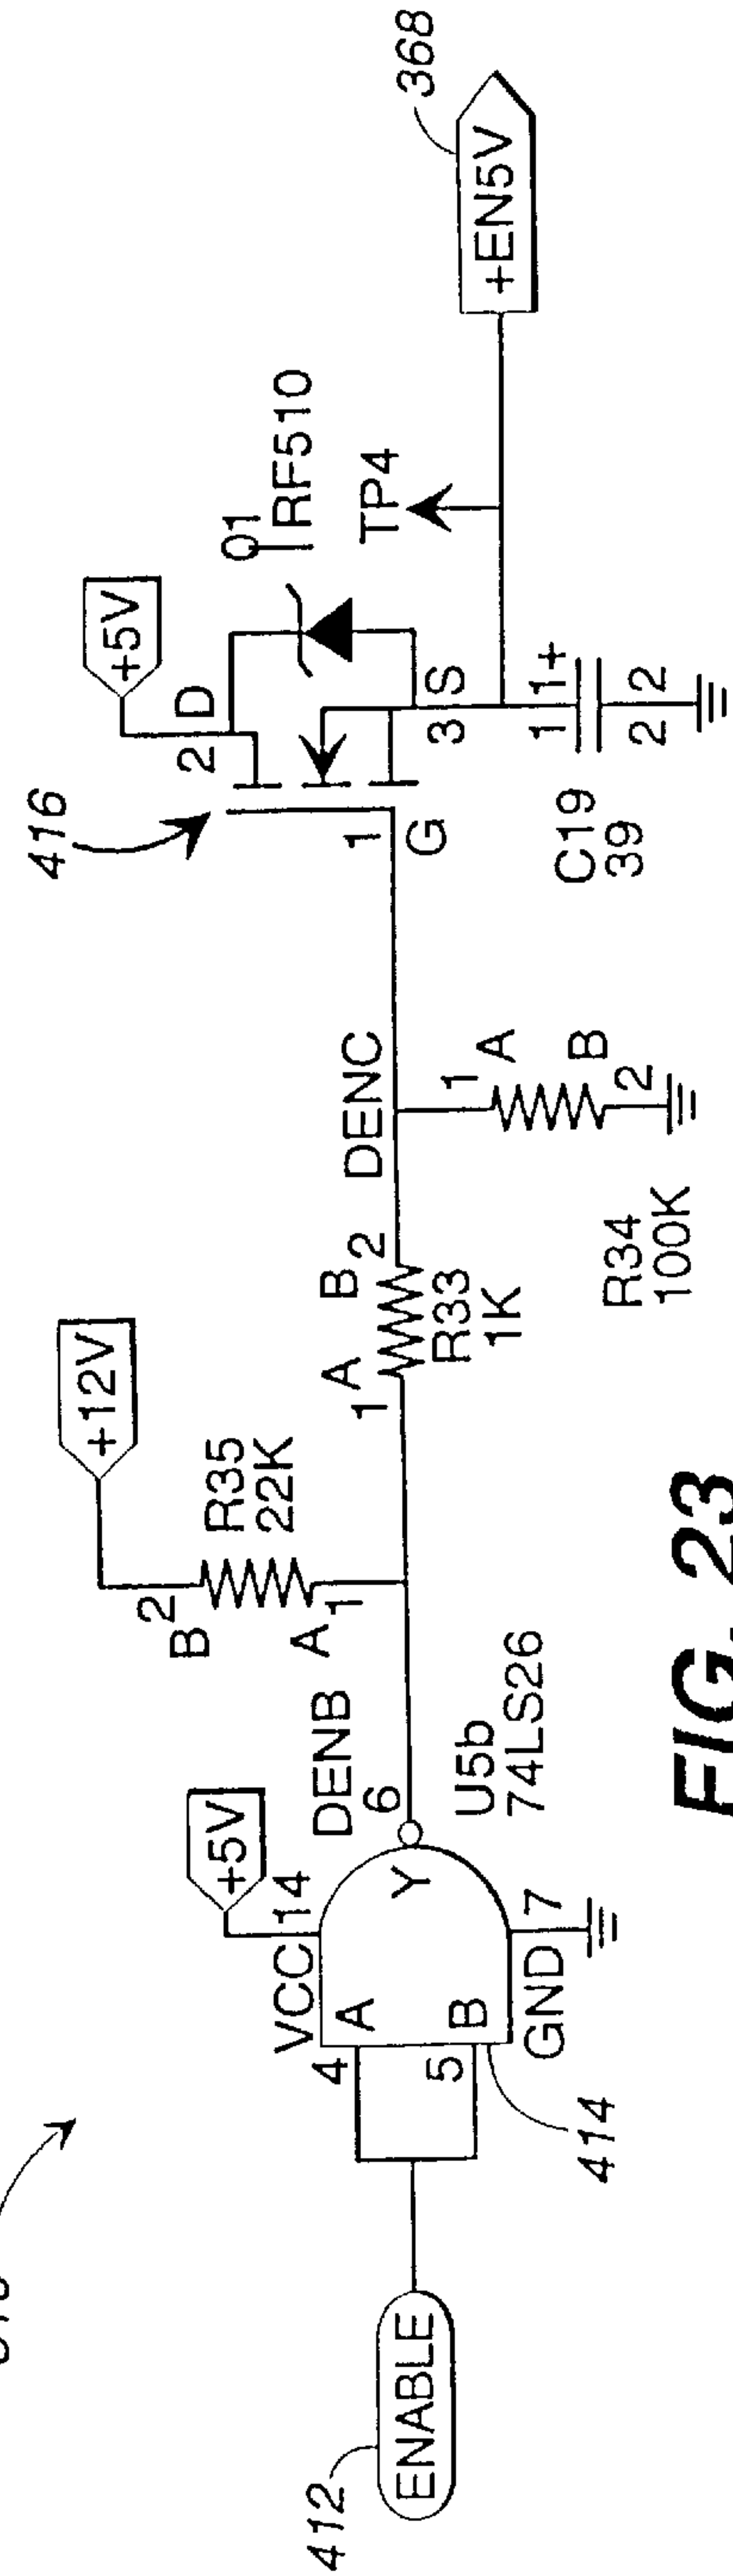 412
ENABLE
414
4
5
A
B
Y
VCC 14
+5V
GND 7
DENB
6
U5b
74LS26
+12V
2
B
R35
22K
A
1
A
1
B
2
R33
1K
DENC
1
A
B
2
R34
100K
416
+5V
2
D
1
G
3
S
Q1
IRF510
TP4
1
1+
2
2
C19
39
+EN5V
368
FIG. 23